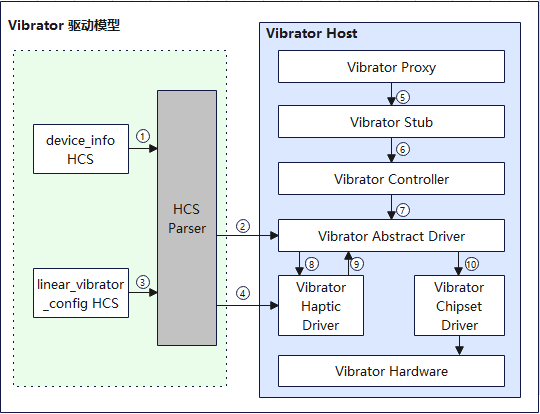 Vibrator 驱动模型
device_info
HCS
①
HCS
Parser
②
linear_vibrator
_config HCS
③
④
Vibrator Host
Vibrator Proxy
⑤
Vibrator Stub
⑥
Vibrator Controller
⑦
Vibrator Abstract Driver
⑧
⑨
⑩
Vibrator
Haptic
Driver
Vibrator
Chipset
Driver
Vibrator Hardware